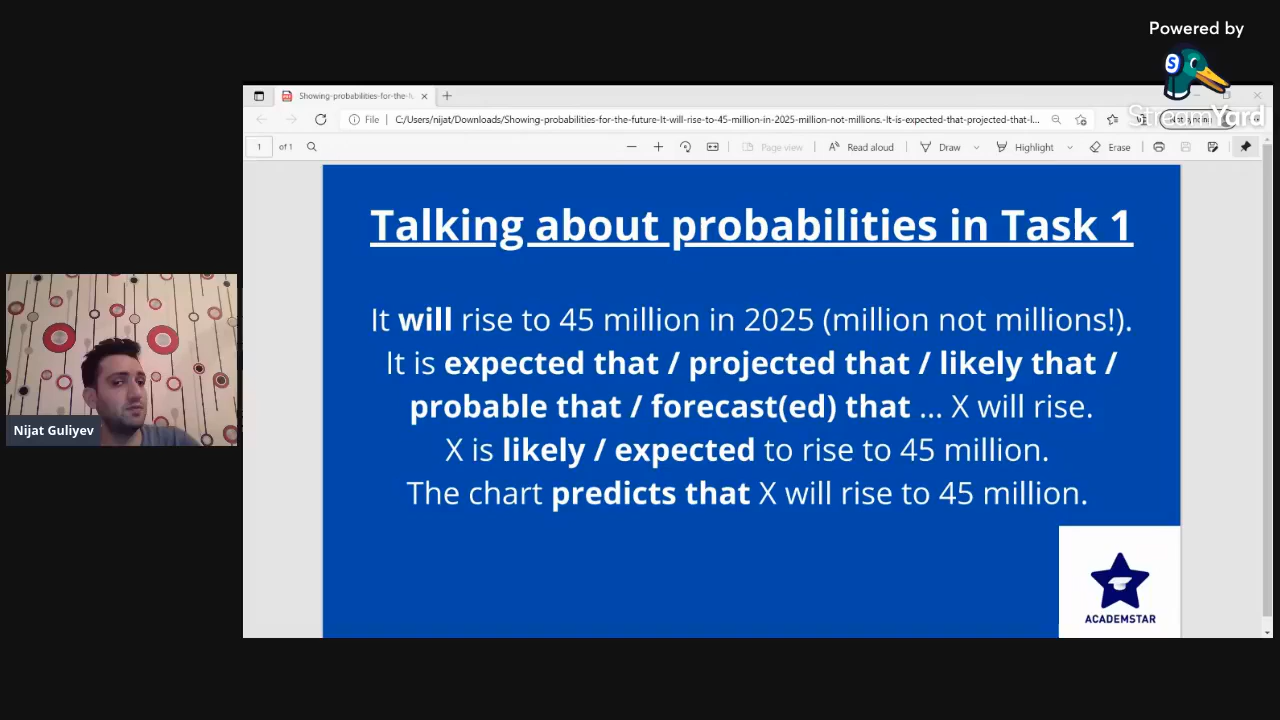 Powered by
StreamYard
Showing-probabilities-for-the-fu
File
C:/Users/nijat/Downloads/Showing-probabilities-for-the-future-It-will-rise-to-45-million-in-2025-million-not-millions.-It-is-expected-that-projected-that-l...
1 of 1
Page view
Read aloud
Draw
Highlight
Erase
Talking about probabilities in Task 1
It will rise to 45 million in 2025 (million not millions!).
It is expected that / projected that / likely that /
probable that / forecast(ed) that ... X will rise.
X is likely / expected to rise to 45 million.
The chart predicts that X will rise to 45 million.
ACADEMSTAR
Nijat Guliyev